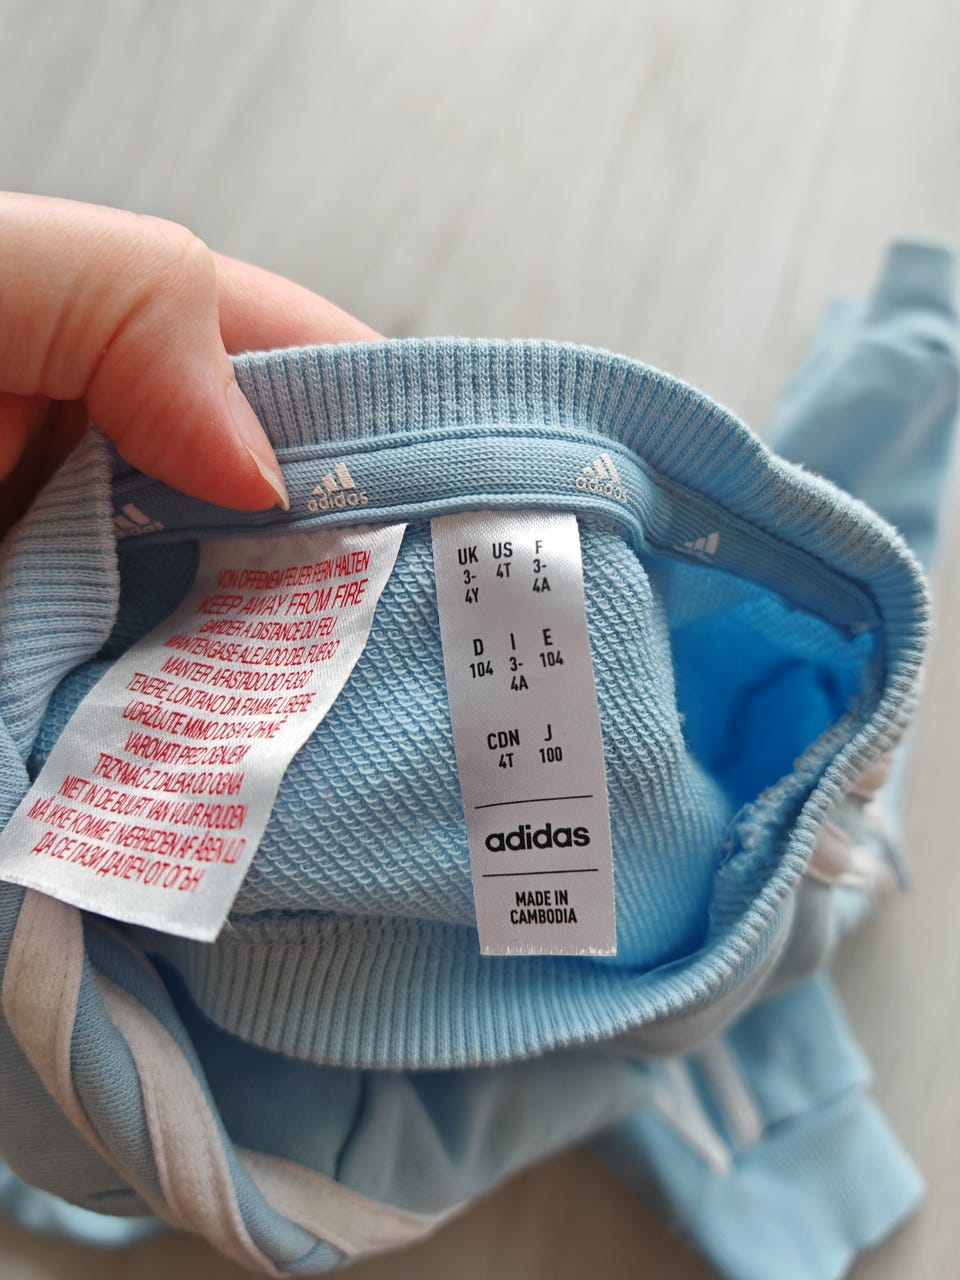 adidas
adidas
VON OFFENEM FEUER FERN HALTEN
KEEP AWAY FROM FIRE
GARDER A DISTANCE DU FEU
MANTENGASE ALEJADO DEL FUEGO
MANTER AFASTADO DO FOGO
TENERE LONTANO DA FIAMME LIBERE
UDRŽUJTE MIMO DOSAH OHNĚ
VAROVATI PRED OGNJEM
TRZYMAĆ Z DALEKA OD OGNIA
NIET IN DE BUURT VAN VUUR HOUDEN
MÅ IKKE KOMME I NÆRHEDEN AF ÅBEN ILD
ДА СЕ ПАЗИ ДАЛЕЧ ОТ ОГЪН
UK US F
3-4Y 4T 3-4A
D I E
104 3-4A 104
CDN J
4T 100
adidas
MADE IN
CAMBODIA